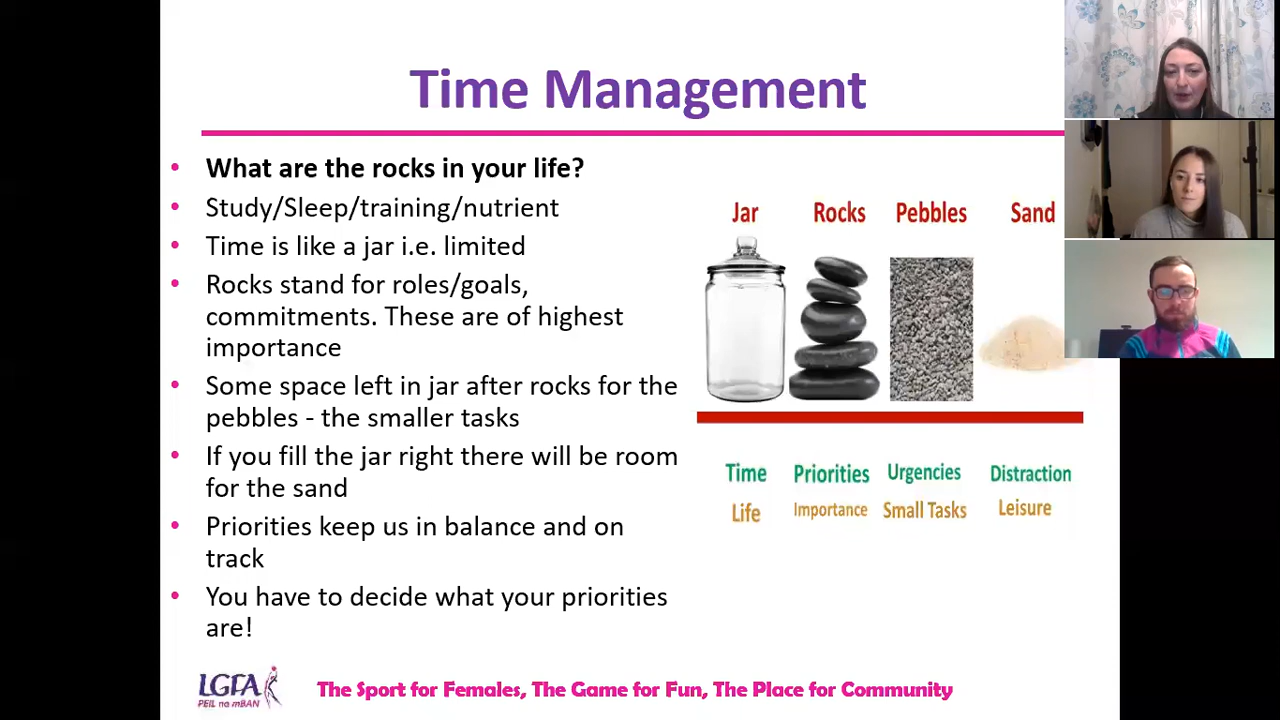 Time Management
• What are the rocks in your life?
• Study/Sleep/training/nutrient
• Time is like a jar i.e. limited
• Rocks stand for roles/goals,
commitments. These are of highest
importance
• Some space left in jar after rocks for the
pebbles - the smaller tasks
• If you fill the jar right there will be room
for the sand
• Priorities keep us in balance and on
track
• You have to decide what your priorities
are!
Jar Rocks Pebbles Sand
Time Priorities Urgencies Distraction
Life Importance Small Tasks Leisure
LGFA
PEIL na mBAN
The Sport for Females, The Game for Fun, The Place for Community